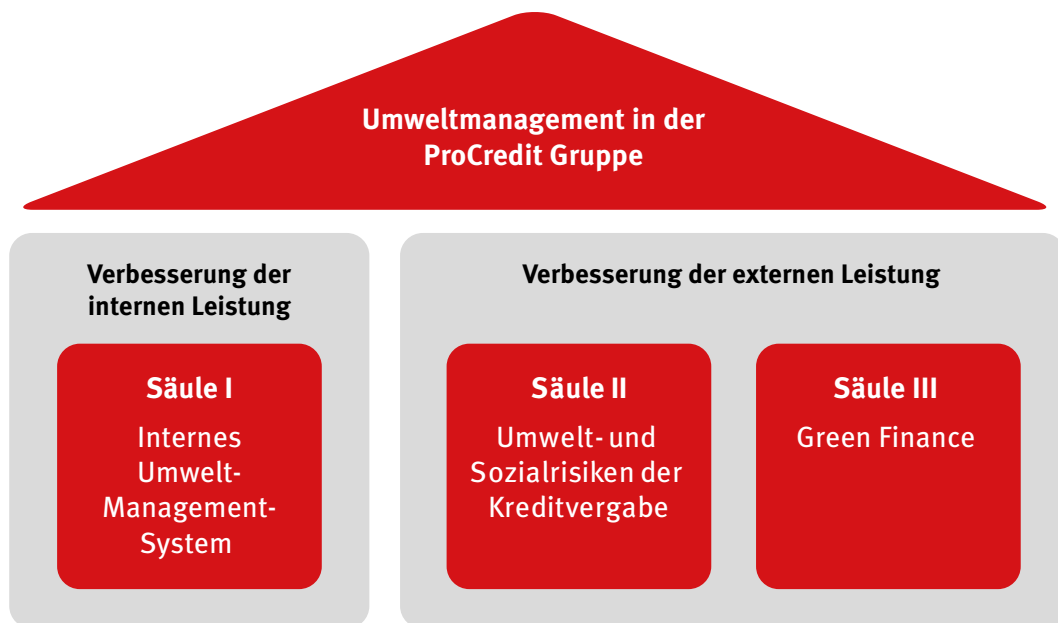 Umweltmanagement in der
ProCredit Gruppe
Verbesserung der
internen Leistung
Säule I
Internes
Umwelt-
Management-
System
Verbesserung der externen Leistung
Säule II
Umwelt- und
Sozialrisiken der
Kreditvergabe
Säule III
Green Finance